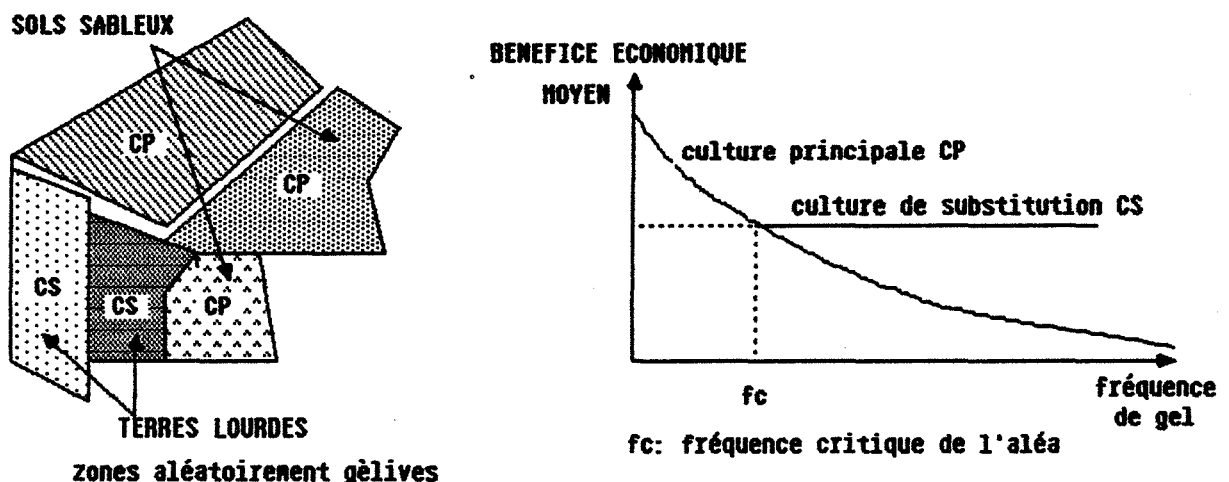 SOLS SABLEUX
CP
CP
CS
CS
CP
TERRES LOURDES
zones aléatoirement gèlives
BENEFICE ECONOMIQUE
MOYEN
culture principale CP
culture de substitution CS
fc
fréquence
de gel
fc: fréquence critique de l'aléa